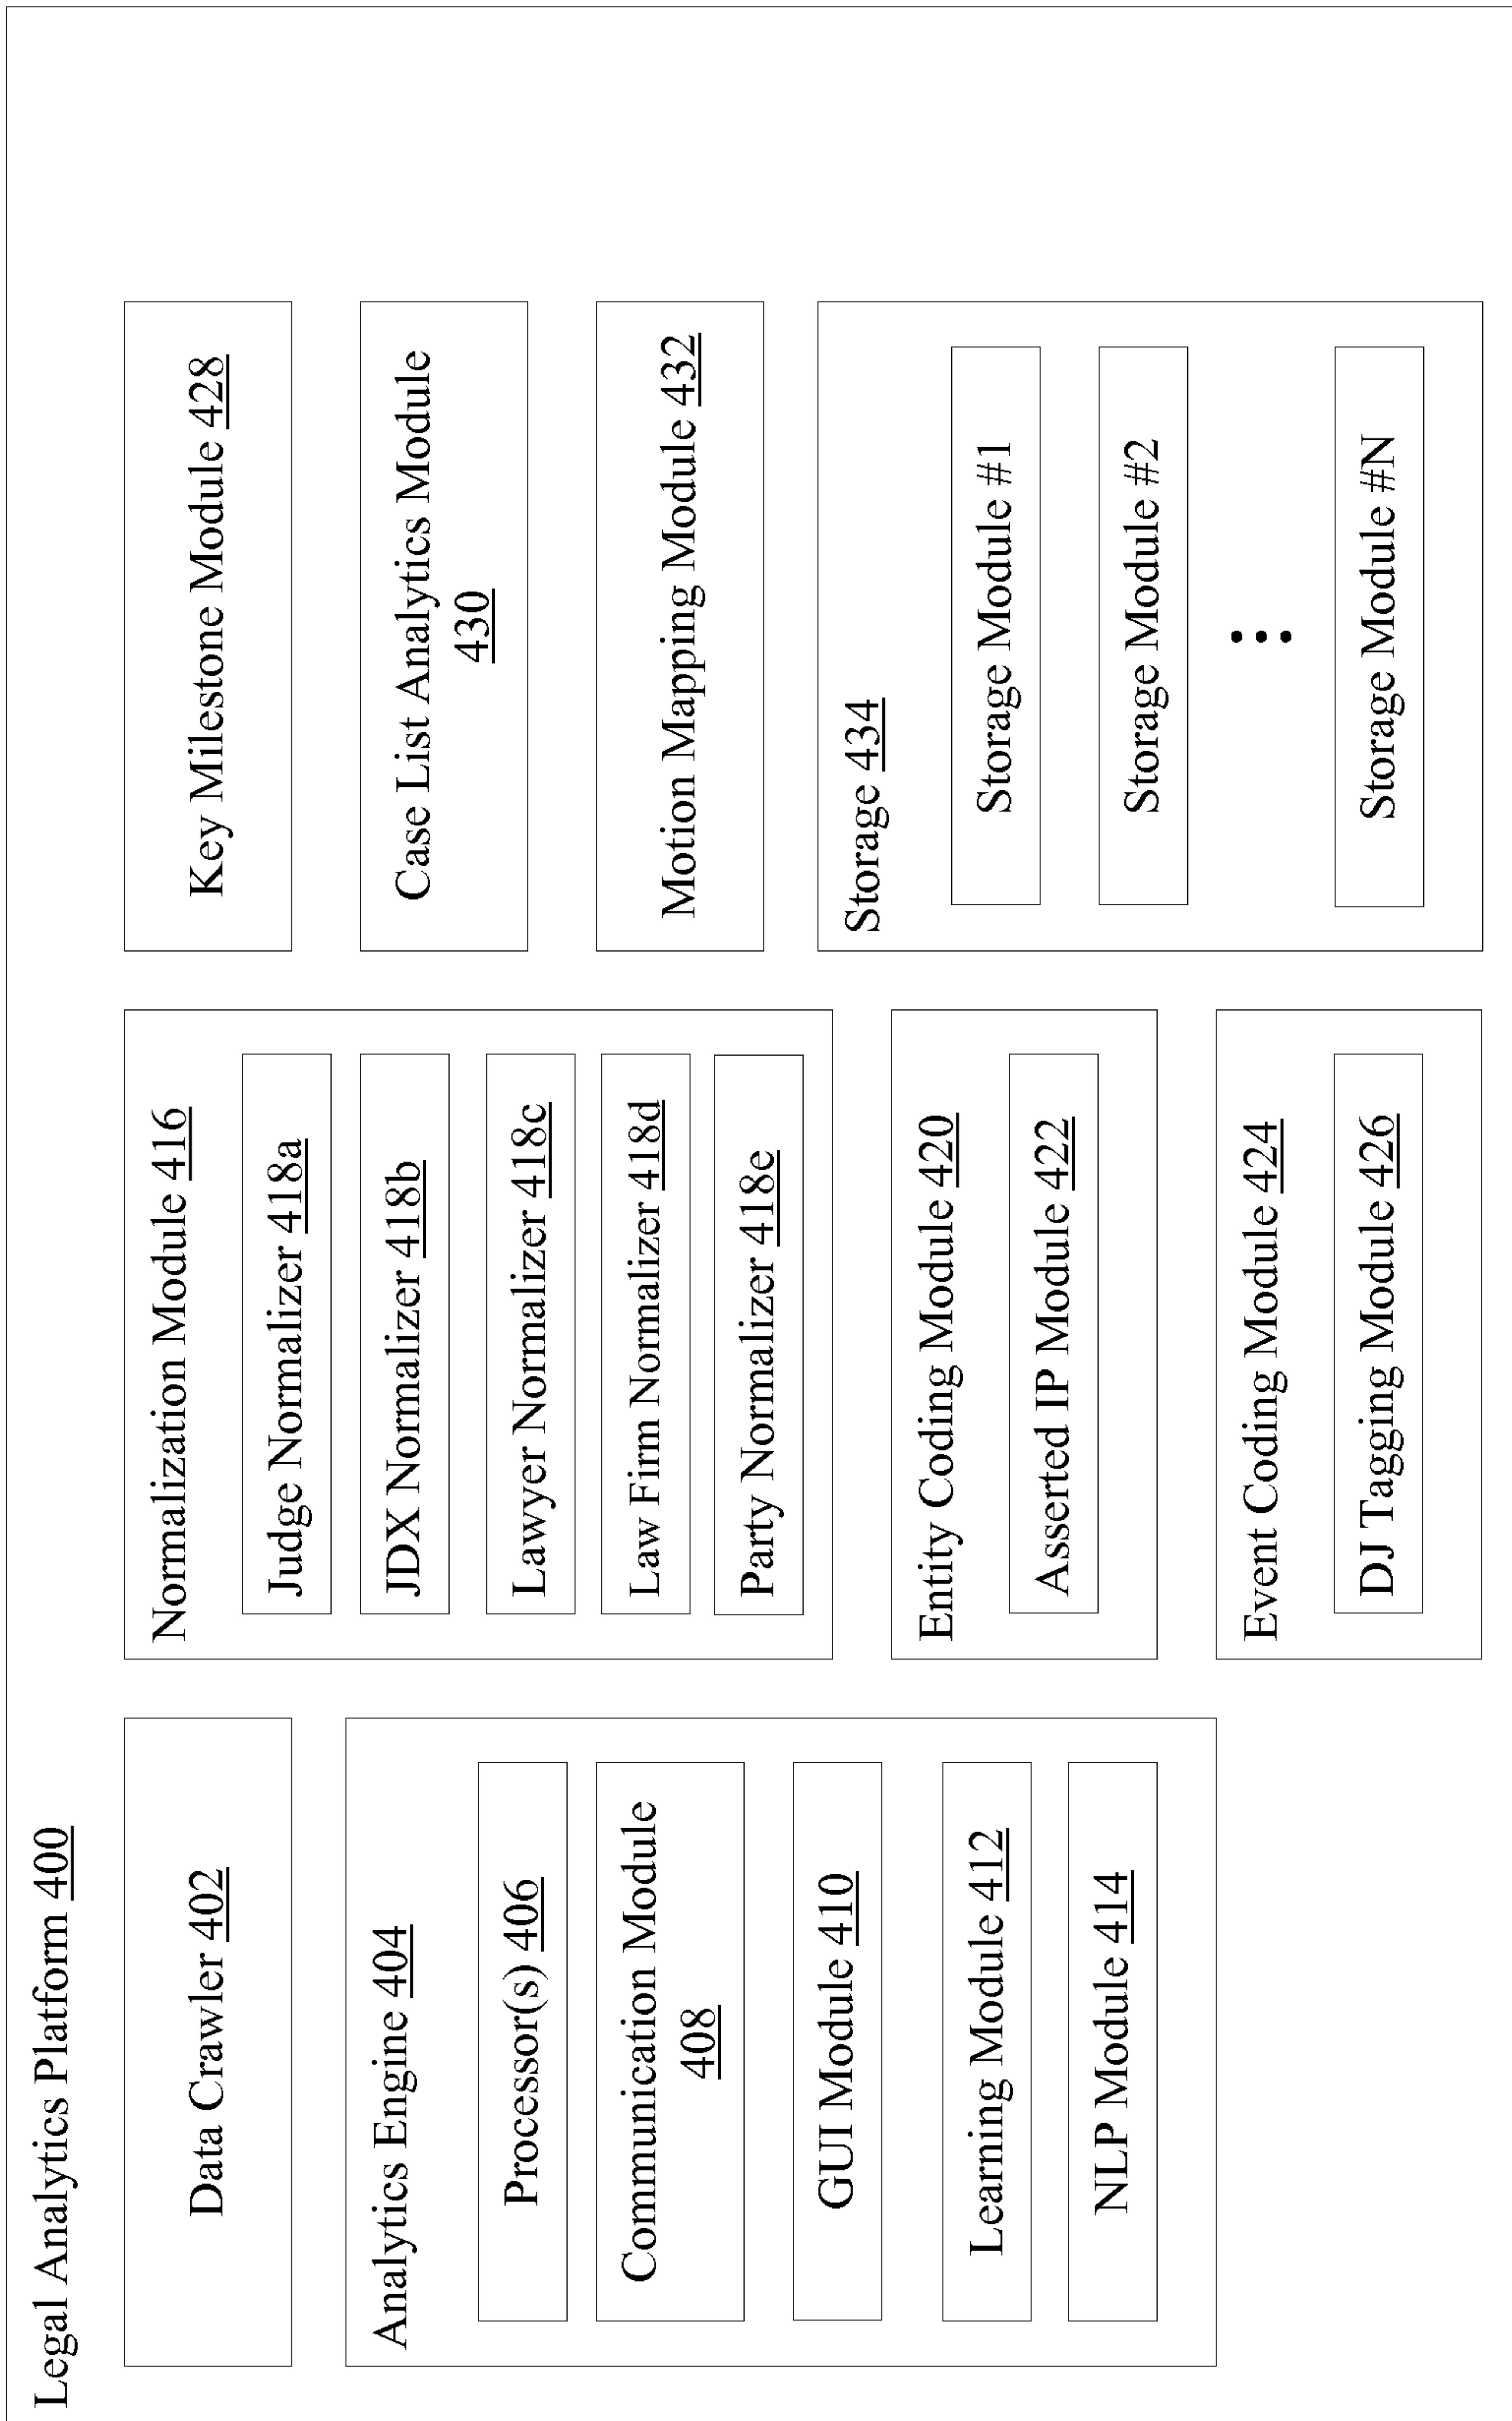 Legal Analytics Platform 400
Data Crawler 402
Analytics Engine 404
Processor(s) 406
Communication Module
408
GUI Module 410
Learning Module 412
NLP Module 414
Normalization Module 416
Judge Normalizer 418a
JDX Normalizer 418b
Lawyer Normalizer 418c
Law Firm Normalizer 418d
Party Normalizer 418e
Entity Coding Module 420
Asserted IP Module 422
Event Coding Module 424
DJ Tagging Module 426
Key Milestone Module 428
Case List Analytics Module
430
Motion Mapping Module 432
Storage 434
Storage Module #1
Storage Module #2
Storage Module #N